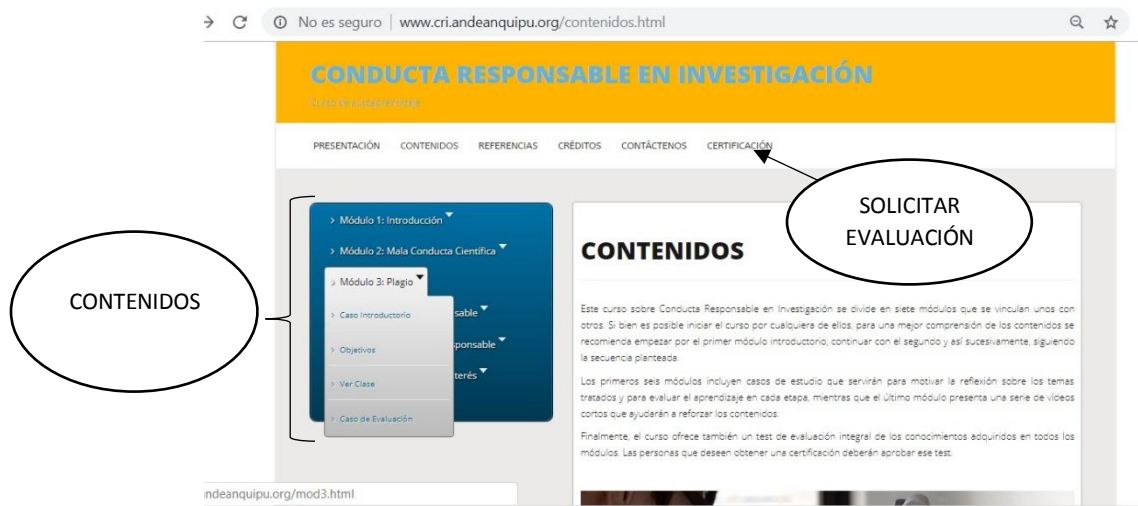 No es seguro | www.cri.andeanquipu.org/contenidos.html
CONDUCTA RESPONSABLE EN INVESTIGACIÓN
Curso de autoaprendizaje
PRESENTACIÓN CONTENIDOS REFERENCIAS CRÉDITOS CONTÁCTENOS CERTIFICACIÓN
SOLICITAR
EVALUACIÓN
CONTENIDOS
Módulo 1: Introducción
Módulo 2: Mala Conducta Científica
Módulo 3: Plagio
Caso Introductorio
Objetivos
Ver Clase
Caso de Evaluación
CONTENIDOS
Este curso sobre Conducta Responsable en Investigación se divide en siete módulos que se vinculan unos con
otros. Si bien es posible iniciar el curso por cualquiera de ellos, para una mejor comprensión de los contenidos se
recomienda empezar por el primer módulo introductorio, continuar con el segundo y así sucesivamente, siguiendo
la secuencia planteada.
Los primeros seis módulos incluyen casos de estudio que servirán para motivar la reflexión sobre los temas
tratados y para evaluar el aprendizaje en cada etapa, mientras que el último módulo presenta una serie de vídeos
cortos que ayudarán a reforzar los contenidos.
Finalmente, el curso ofrece también un test de evaluación integral de los conocimientos adquiridos en todos los
módulos. Las personas que deseen obtener una certificación deberán aprobar ese test.
ndeanquipu.org/mod3.html